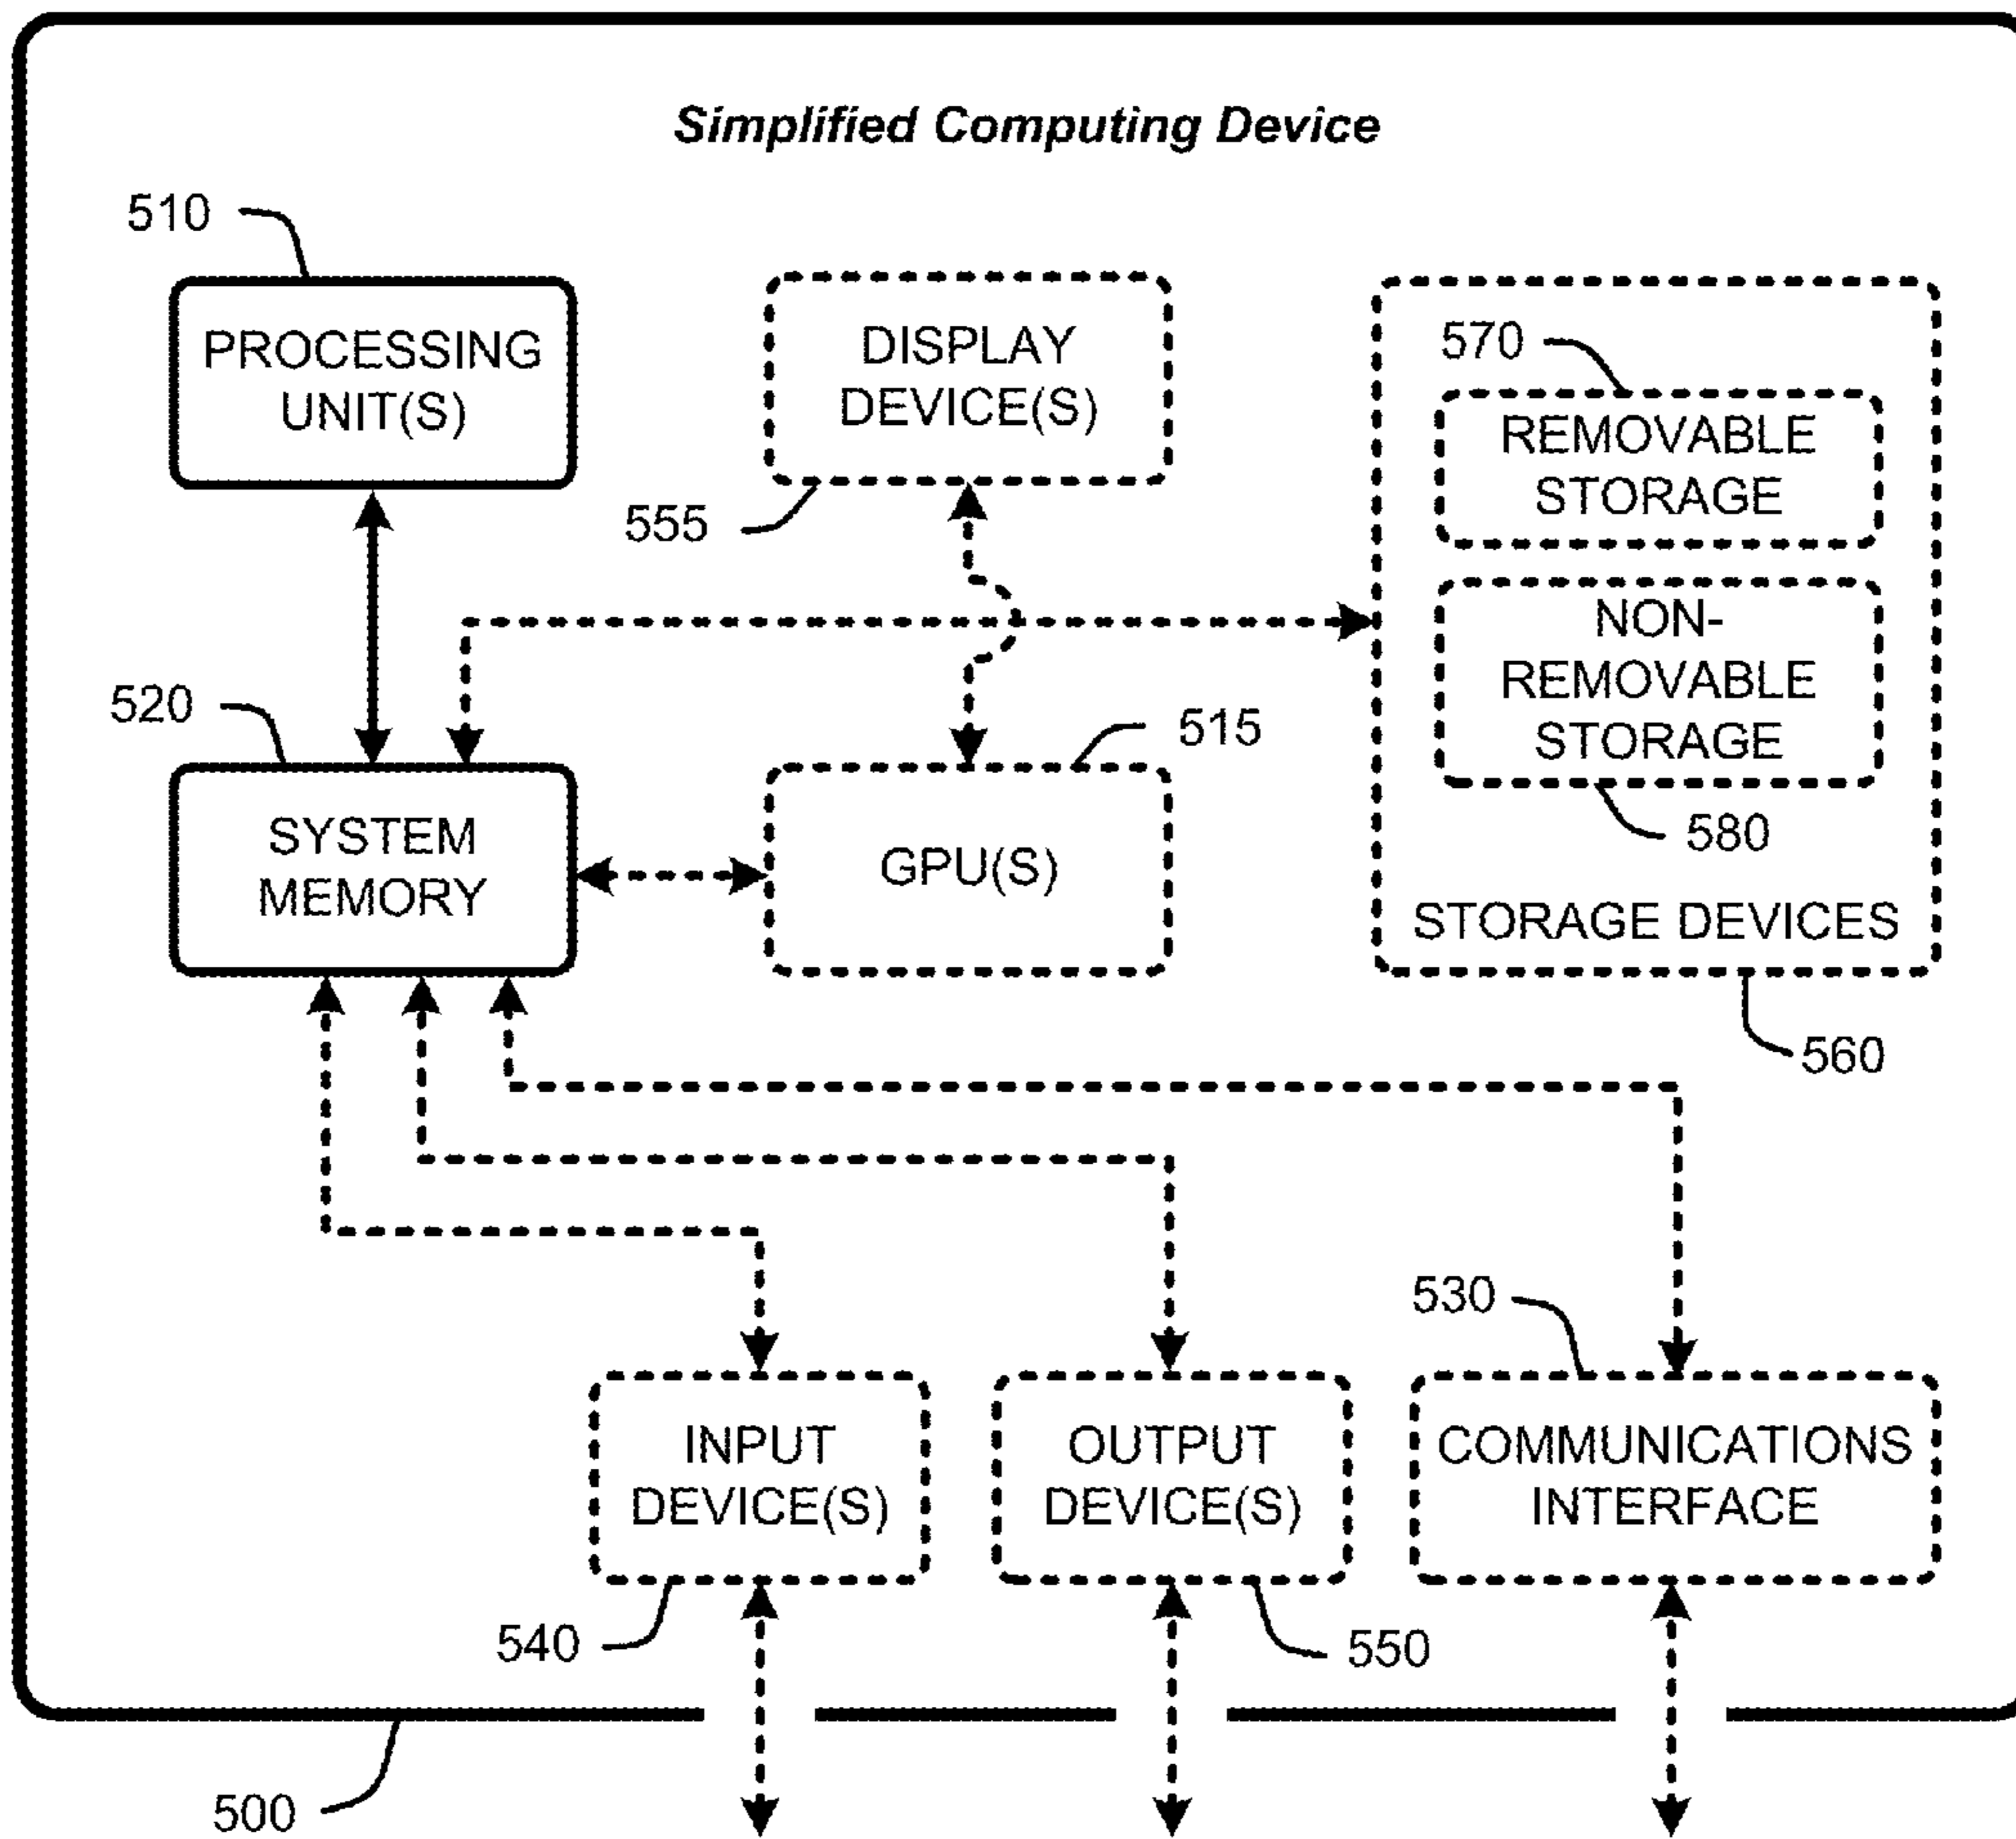 Simplified Computing Device
510
PROCESSING
UNIT(S)
DISPLAY
DEVICE(S)
555
570
REMOVABLE
STORAGE
NON-
REMOVABLE
STORAGE
580
STORAGE DEVICES
560
520
SYSTEM
MEMORY
515
GPU(S)
530
INPUT
DEVICE(S)
540
OUTPUT
DEVICE(S)
550
COMMUNICATIONS
INTERFACE
500